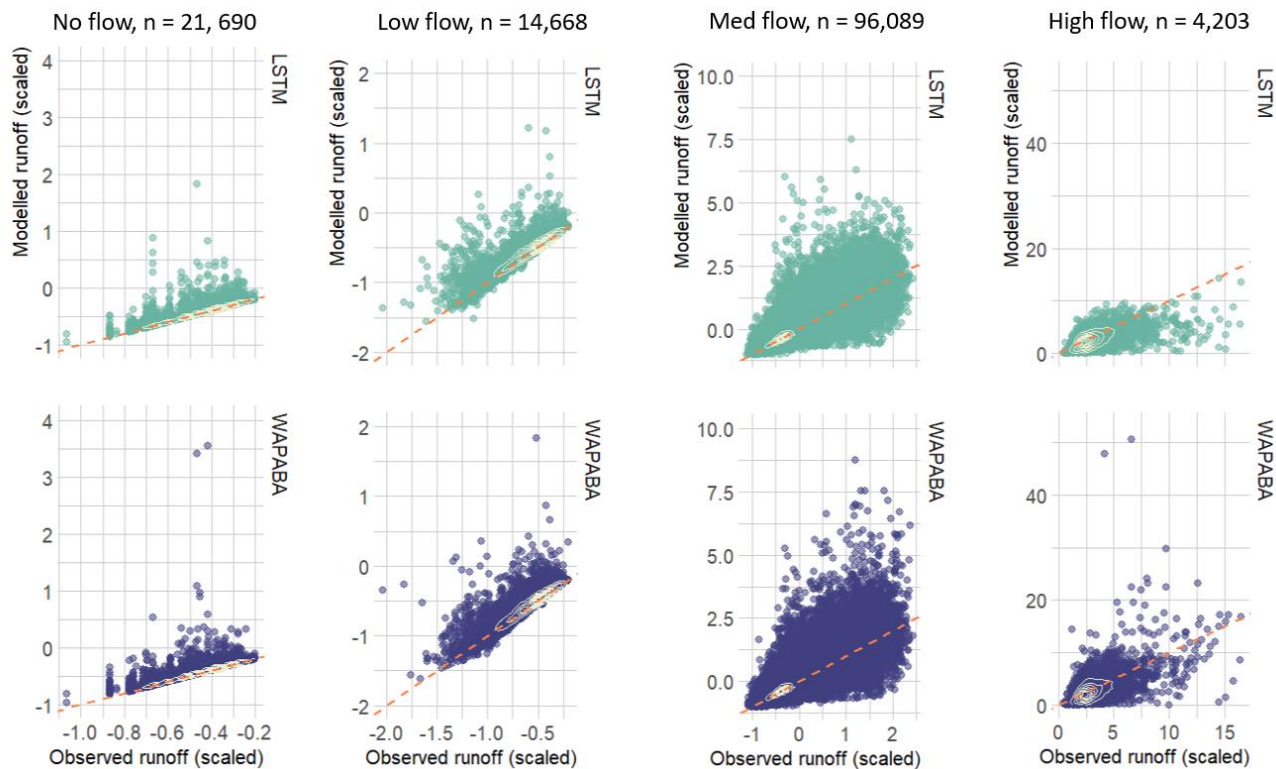 No flow, n = 21, 690
Low flow, n = 14,668
Med flow, n = 96,089
High flow, n = 4,203
Modelled runoff (scaled)
4
3
2
1
0
-1
LSTM
Modelled runoff (scaled)
2
1
0
-1
-2
LSTM
Modelled runoff (scaled)
10.0
7.5
5.0
2.5
0.0
LSTM
Modelled runoff (scaled)
40
20
0
LSTM
4
3
2
1
0
-1
WAPABA
-1.0 -0.8 -0.6 -0.4 -0.2
Observed runoff (scaled)
2
1
0
-1
-2
WAPABA
-2.0 -1.5 -1.0 -0.5
Observed runoff (scaled)
10.0
7.5
5.0
2.5
0.0
WAPABA
-1 0 1 2
Observed runoff (scaled)
40
20
0
WAPABA
0 5 10 15
Observed runoff (scaled)